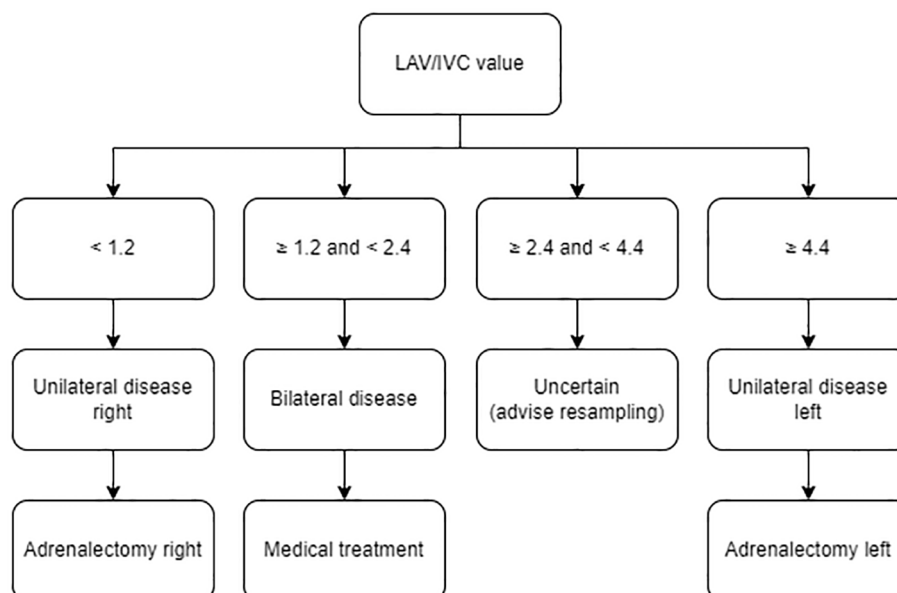 LAV/IVC value
< 1.2
≥ 1.2 and < 2.4
≥ 2.4 and < 4.4
≥ 4.4
Unilateral disease
right
Bilateral disease
Uncertain
(advise resampling)
Unilateral disease
left
Adrenalectomy right
Medical treatment
Adrenalectomy left